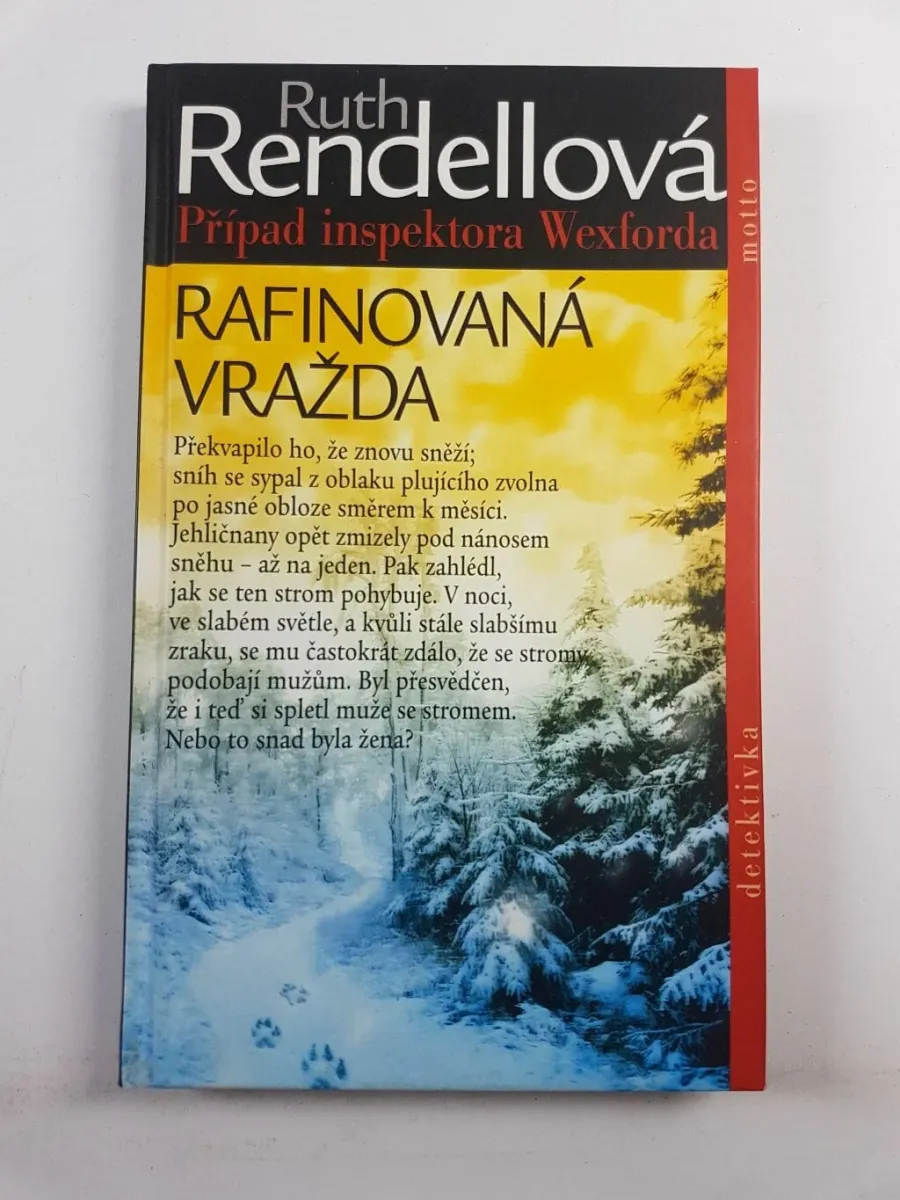 Ruth
Rendellová
Případ inspektora Wexforda
RAFINOVANÁ
VRAŽDA
Překvapilo ho, že znovu sněží;
sníh se sypal z oblaku plujícího zvolna
po jasné obloze směrem k měsíci.
Jehličnany opět zmizely pod nánosem
sněhu – až na jeden. Pak zahlédl,
jak se ten strom pohybuje. V noci,
ve slabém světle, a kvůli stále slabšímu
zraku, se mu častokrát zdálo, že se stromy
podobají mužům. Byl přesvědčen,
že i teď si spletl muže se stromem.
Nebo to snad byla žena?
motto
detektivka